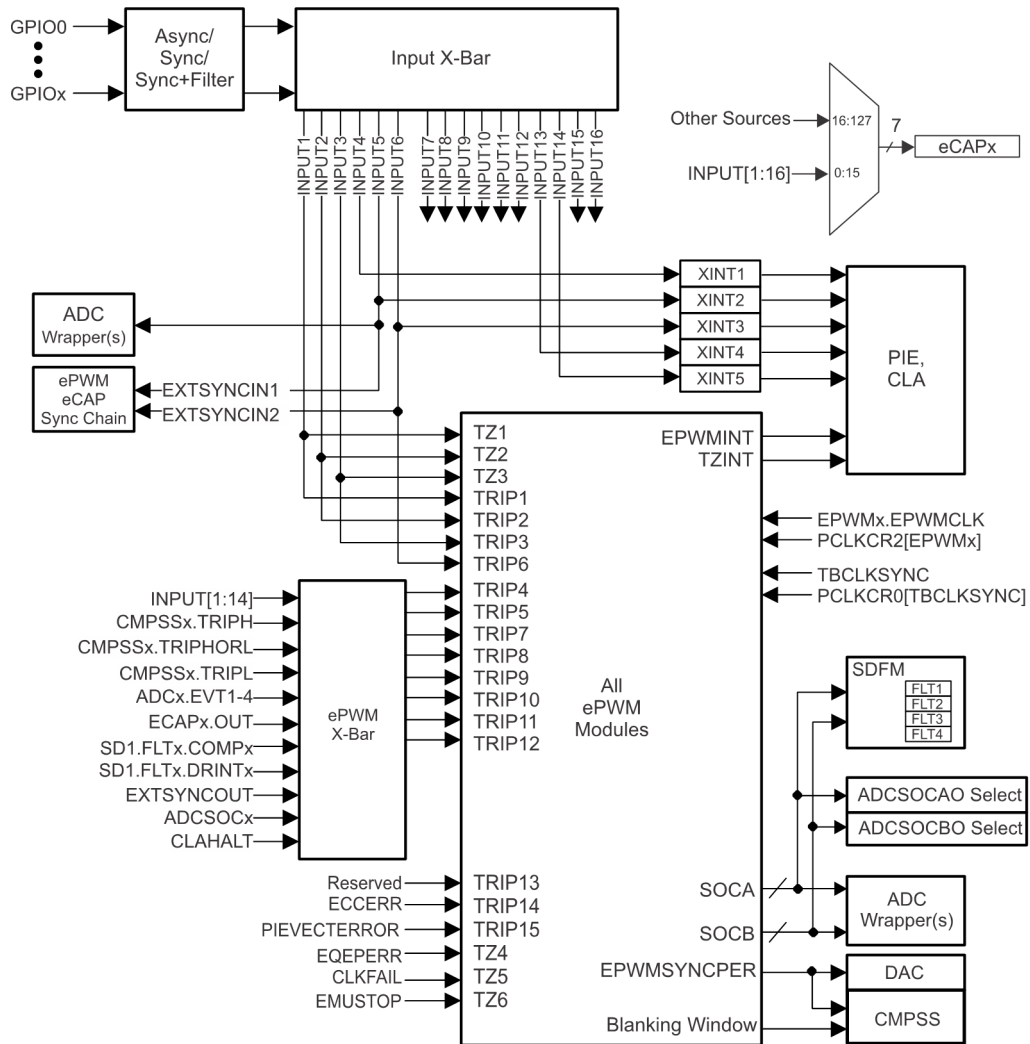 GPIO0
GPIOx
Async/
Sync/
Sync+Filter
Input X-Bar
INPUT1
INPUT2
INPUT3
INPUT4
INPUT5
INPUT6
INPUT7
INPUT8
INPUT9
INPUT10
INPUT11
INPUT12
INPUT13
INPUT14
INPUT15
INPUT16
Other Sources
16:127
7
eCAPx
INPUT[1:16]
0:15
XINT1
XINT2
XINT3
XINT4
XINT5
PIE,
CLA
ADC
Wrapper(s)
ePWM
eCAP
Sync Chain
EXTSYNCIN1
EXTSYNCIN2
TZ1
TZ2
TZ3
TRIP1
TRIP2
TRIP3
TRIP6
TRIP4
TRIP5
TRIP7
TRIP8
TRIP9
TRIP10
TRIP11
TRIP12
EPWMINT
TZINT
EPWMx.EPWMCLK
PCLKCR2[EPWMx]
TBCLKSYNC
PCLKCR0[TBCLKSYNC]
INPUT[1:14]
CMPSSx.TRIPH
CMPSSx.TRIPHORL
CMPSSx.TRIPL
ADCx.EVT1-4
ECAPx.OUT
SD1.FLTx.COMPx
SD1.FLTx.DRINTx
EXTSYNCOUT
ADCSOCx
CLAHALT
ePWM
X-Bar
All
ePWM
Modules
SDFM
FLT1
FLT2
FLT3
FLT4
ADCSOCAO Select
ADCSOCBO Select
Reserved
ECCERR
PIEVECTERROR
EQEPERR
CLKFAIL
EMUSTOP
TRIP13
TRIP14
TRIP15
TZ4
TZ5
TZ6
SOCA
SOCB
EPWMSYNCPER
Blanking Window
ADC
Wrapper(s)
DAC
CMPSS